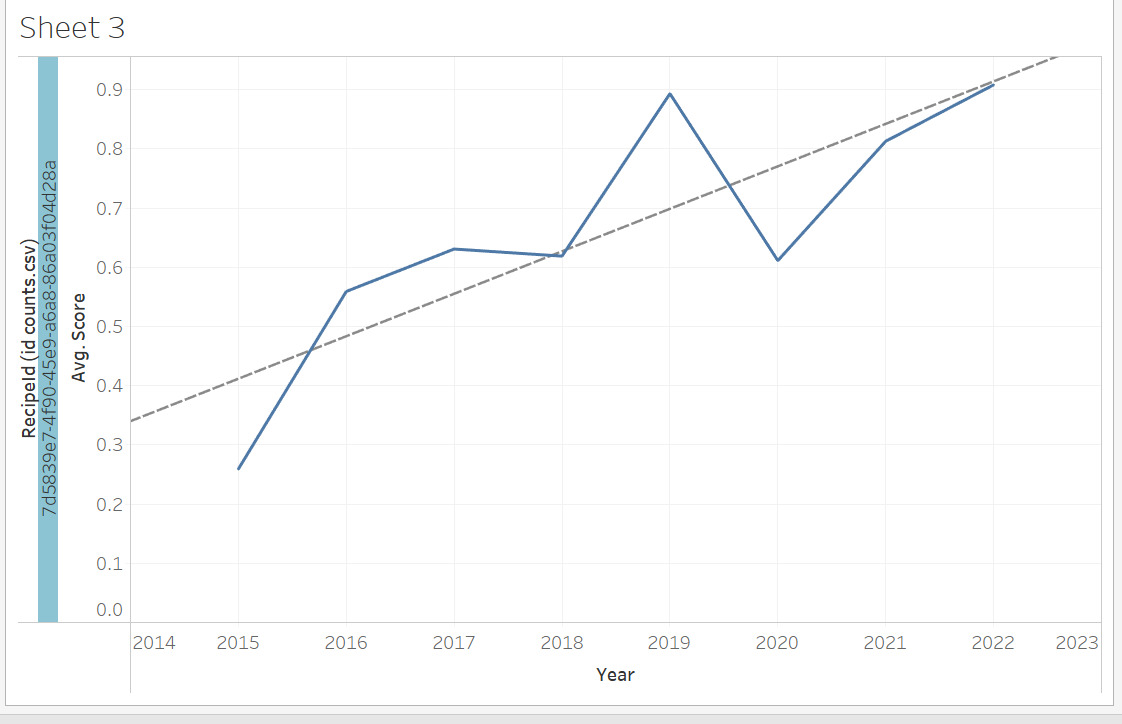 Sheet 3
RecipeId (id counts.csv)
7d5839e7-4f90-45e9-a6a8-86a03f04d28a
Avg. Score
0.9
0.8
0.7
0.6
0.5
0.4
0.3
0.2
0.1
0.0
2014 2015 2016 2017 2018 2019 2020 2021 2022 2023
Year